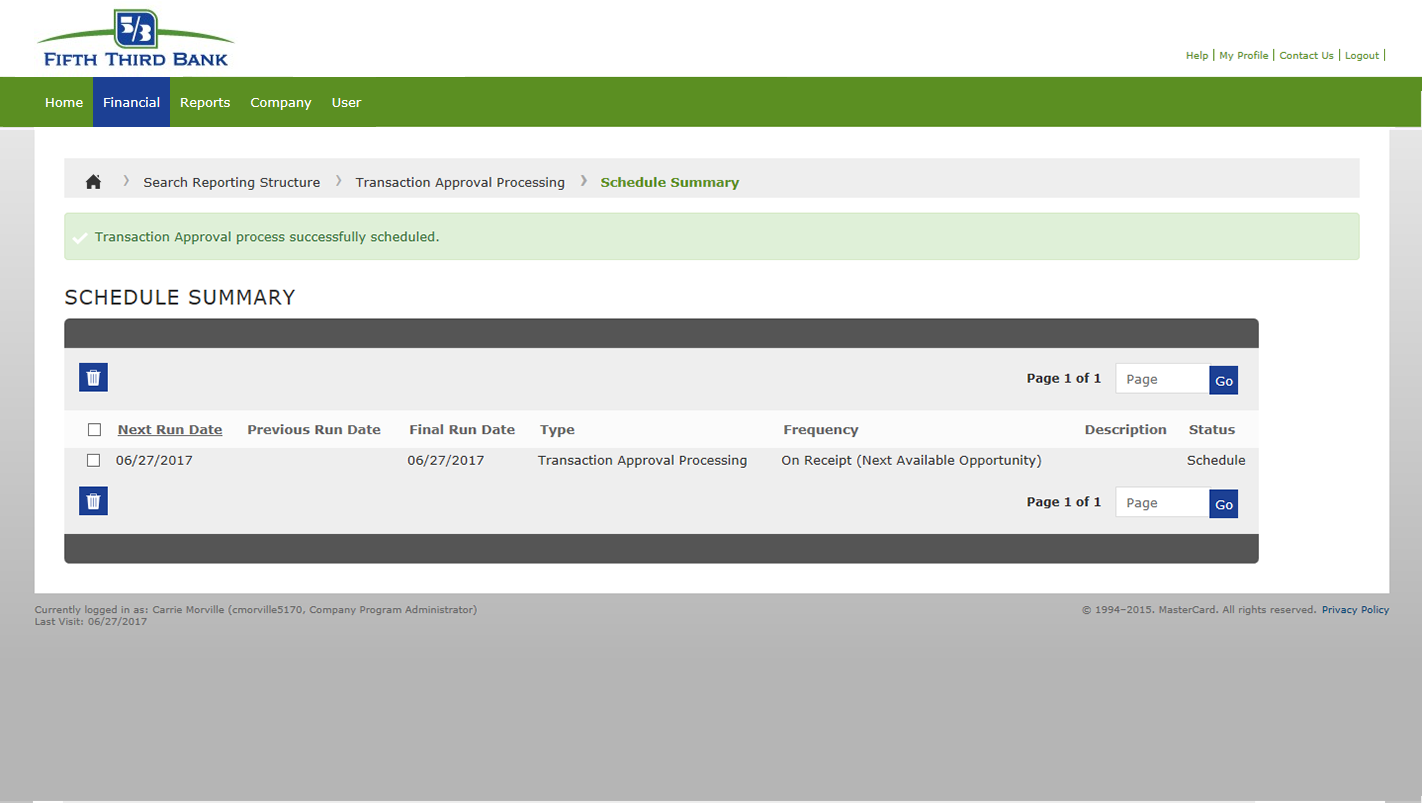 5/3
FIFTH THIRD BANK
Help | My Profile | Contact Us | Logout |
Home Financial Reports Company User
Search Reporting Structure Transaction Approval Processing Schedule Summary
Transaction Approval process successfully scheduled.
SCHEDULE SUMMARY
Page 1 of 1 Page Go
Next Run Date Previous Run Date Final Run Date Type Frequency Description Status
06/27/2017 06/27/2017 Transaction Approval Processing On Receipt (Next Available Opportunity) Schedule
Page 1 of 1 Page Go
Currently logged in as: Carrie Morville (cmorville5170, Company Program Administrator) © 1994–2015. MasterCard. All rights reserved. Privacy Policy
Last Visit: 06/27/2017